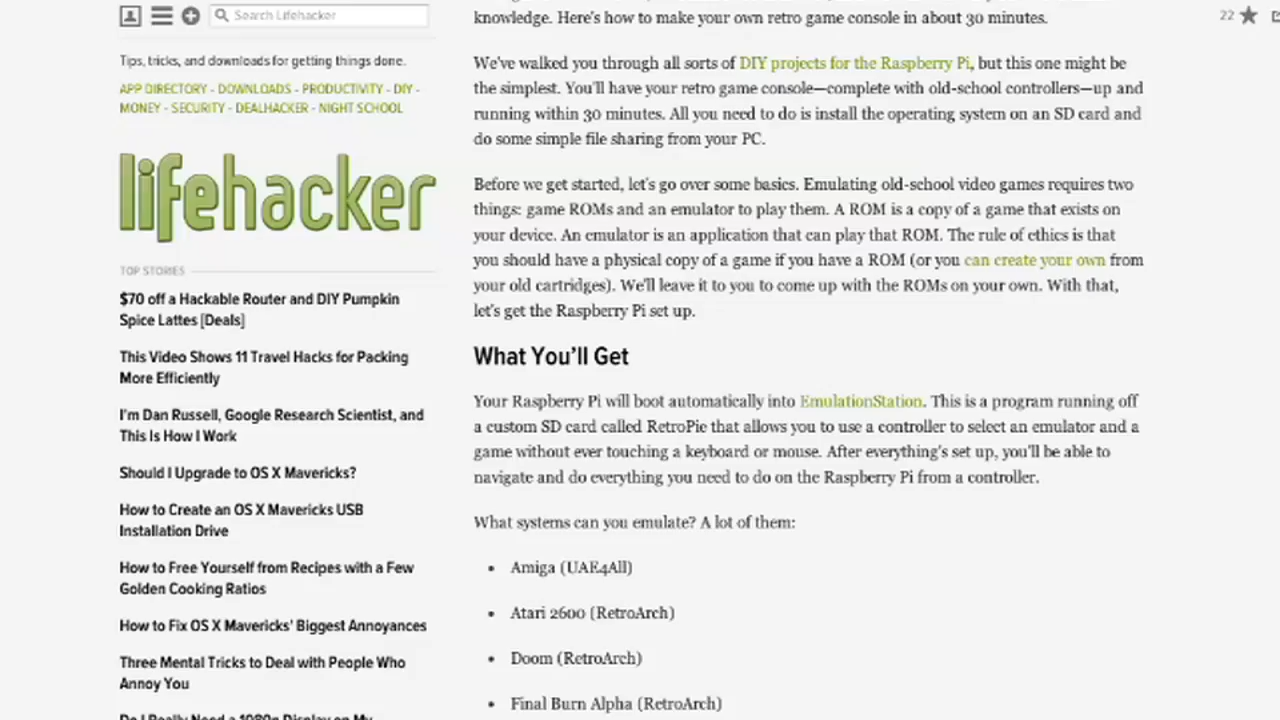 Search Lifehacker
Tips, tricks, and downloads for getting things done.
APP DIRECTORY - DOWNLOADS - PRODUCTIVITY - DIY -
MONEY - SECURITY - DEALHACKER - NIGHT SCHOOL
lifehacker
TOP STORIES
$70 off a Hackable Router and DIY Pumpkin
Spice Lattes [Deals]
This Video Shows 11 Travel Hacks for Packing
More Efficiently
I'm Dan Russell, Google Research Scientist, and
This Is How I Work
Should I Upgrade to OS X Mavericks?
How to Create an OS X Mavericks USB
Installation Drive
How to Free Yourself from Recipes with a Few
Golden Cooking Ratios
How to Fix OS X Mavericks' Biggest Annoyances
Three Mental Tricks to Deal with People Who
Annoy You
Do I Really Need a 1080p Display on My
knowledge. Here's how to make your own retro game console in about 30 minutes.
We've walked you through all sorts of DIY projects for the Raspberry Pi, but this one might be
the simplest. You'll have your retro game console—complete with old-school controllers—up and
running within 30 minutes. All you need to do is install the operating system on an SD card and
do some simple file sharing from your PC.
Before we get started, let's go over some basics. Emulating old-school video games requires two
things: game ROMs and an emulator to play them. A ROM is a copy of a game that exists on
your device. An emulator is an application that can play that ROM. The rule of ethics is that
you should have a physical copy of a game if you have a ROM (or you can create your own from
your old cartridges). We'll leave it to you to come up with the ROMs on your own. With that,
let's get the Raspberry Pi set up.
What You'll Get
Your Raspberry Pi will boot automatically into EmulationStation. This is a program running off
a custom SD card called RetroPie that allows you to use a controller to select an emulator and a
game without ever touching a keyboard or mouse. After everything's set up, you'll be able to
navigate and do everything you need to do on the Raspberry Pi from a controller.
What systems can you emulate? A lot of them:
• Amiga (UAE4All)
• Atari 2600 (RetroArch)
• Doom (RetroArch)
• Final Burn Alpha (RetroArch)
22